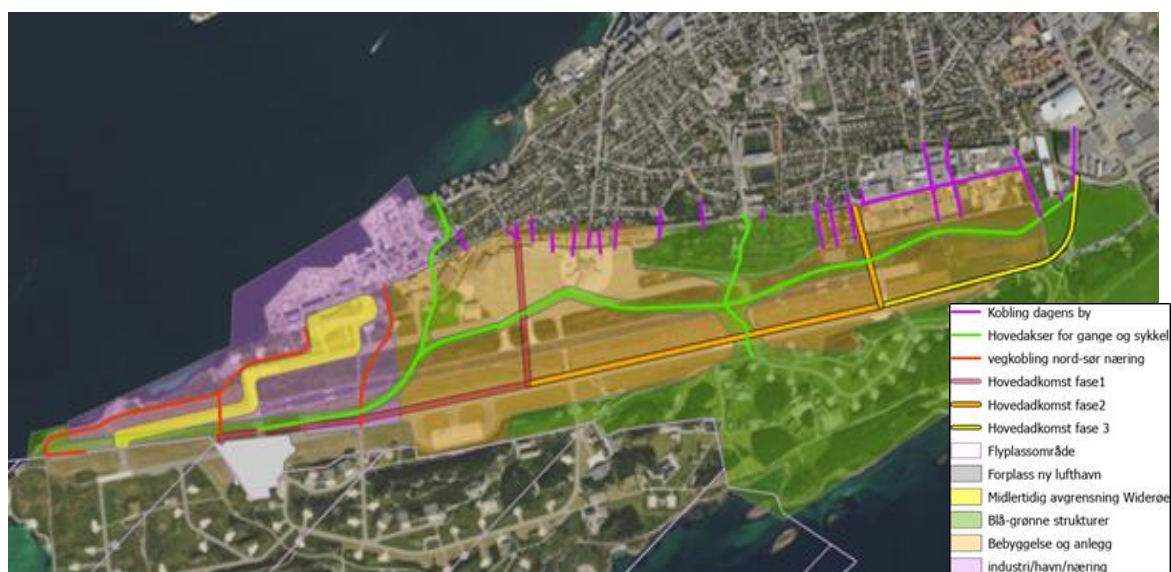 Kobling dagens by
Hovedakser for gange og sykkel
vegkobling nord-sør næring
Hovedadkomst fase1
Hovedadkomst fase2
Hovedadkomst fase 3
Flyplassområde
Forplass ny lufthavn
Midlertidig avgrensning Widerøe
Blå-grønne strukturer
Bebyggelse og anlegg
industri/havn/næring